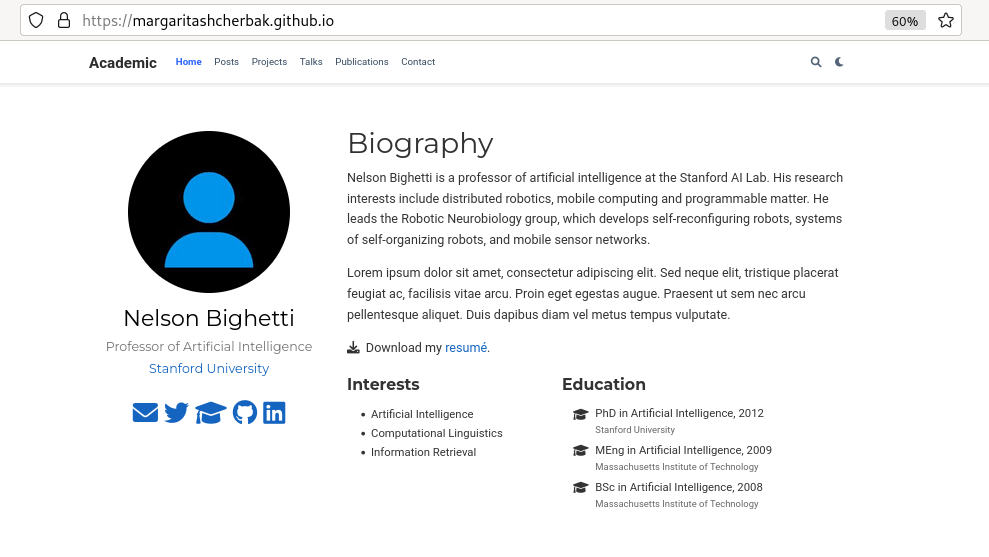 https://margaritashcherbak.github.io 60%
Academic Home Posts Projects Talks Publications Contact
Biography
Nelson Bighetti is a professor of artificial intelligence at the Stanford AI Lab. His research
interests include distributed robotics, mobile computing and programmable matter. He
leads the Robotic Neurobiology group, which develops self-reconfiguring robots, systems
of self-organizing robots, and mobile sensor networks.
Lorem ipsum dolor sit amet, consectetur adipiscing elit. Sed neque elit, tristique placerat
feugiat ac, facilisis vitae arcu. Proin eget egestas augue. Praesent ut sem nec arcu
pellentesque aliquet. Duis dapibus diam vel metus tempus vulputate.
Download my resumé.
Nelson Bighetti
Professor of Artificial Intelligence
Stanford University
Interests
• Artificial Intelligence
• Computational Linguistics
• Information Retrieval
Education
PhD in Artificial Intelligence, 2012
Stanford University
MEng in Artificial Intelligence, 2009
Massachusetts Institute of Technology
BSc in Artificial Intelligence, 2008
Massachusetts Institute of Technology